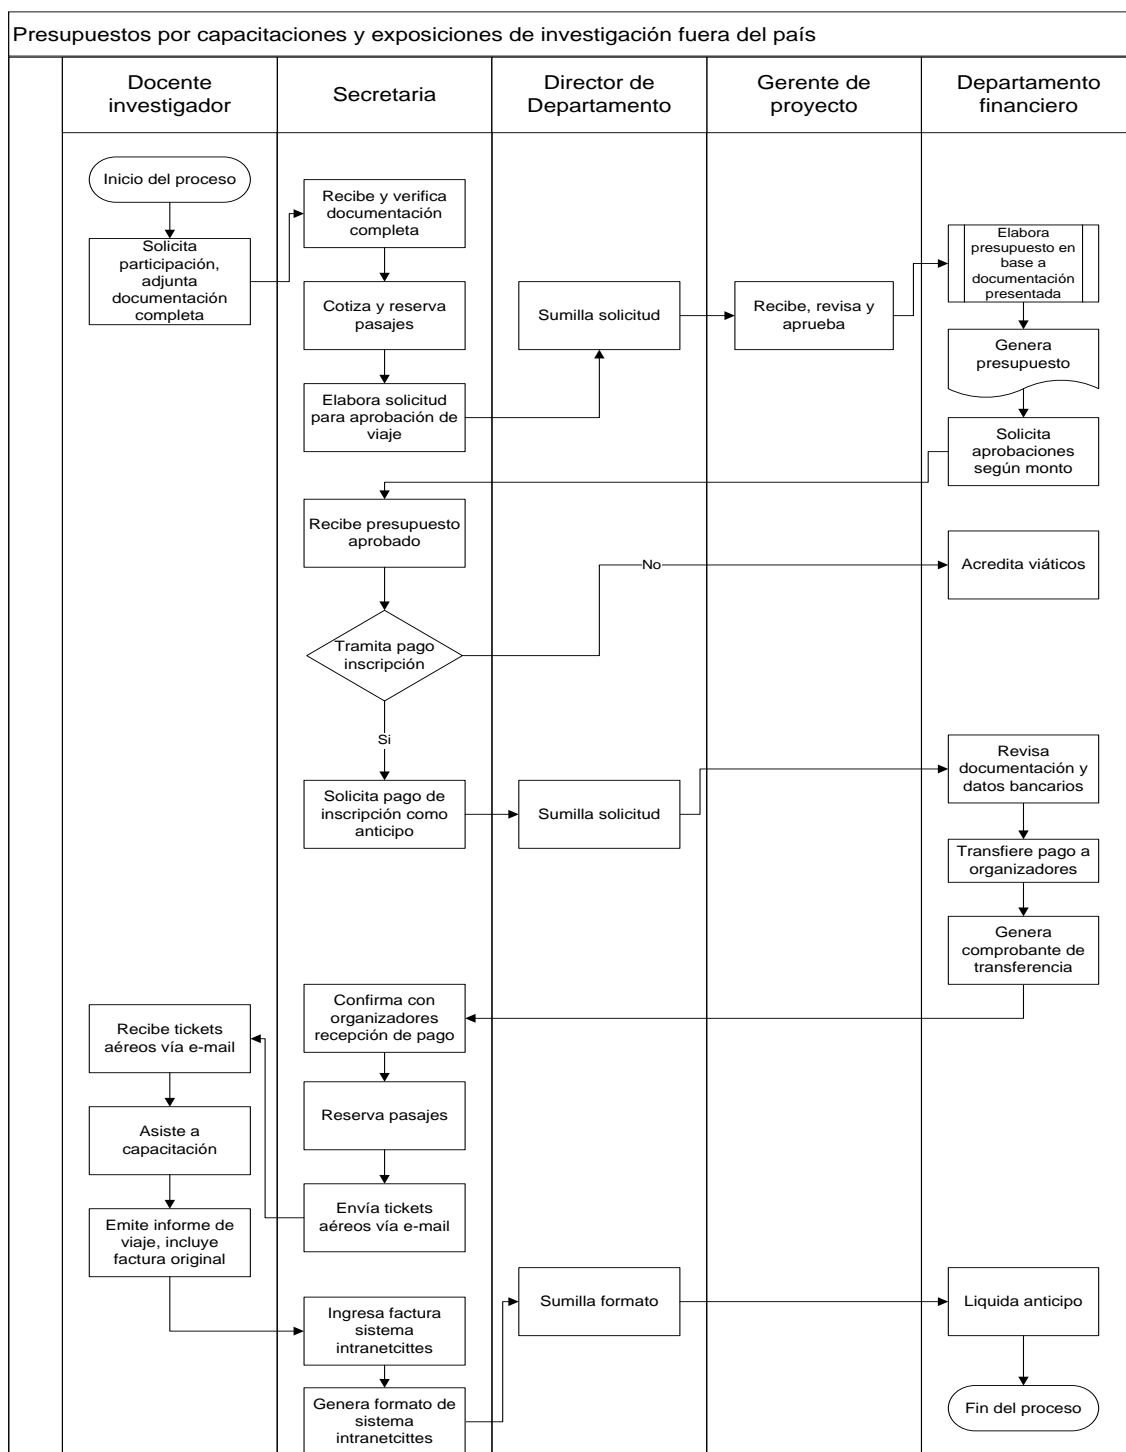 Presupuestos por capacitaciones y exposiciones de investigación fuera del país
Docente
investigador
Secretaria
Director de
Departamento
Gerente de
proyecto
Departamento
financiero
Inicio del proceso
Solicita
participación,
adjunta
documentación
completa
Recibe y verifica
documentación
completa
Cotiza y reserva
pasajes
Elabora solicitud
para aprobación de
viaje
Sumilla solicitud
Recibe, revisa y
aprueba
Elabora
presupuesto en
base a
documentación
presentada
Genera
presupuesto
Solicita
aprobaciones
según monto
Recibe presupuesto
aprobado
Tramita pago
inscripción
No
Acredita viáticos
Si
Solicita pago de
inscripción como
anticipo
Sumilla solicitud
Revisa
documentación y
datos bancarios
Transfiere pago a
organizadores
Genera
comprobante de
transferencia
Confirma con
organizadores
recepción de pago
Reserva pasajes
Envía tickets
aéreos vía e-mail
Recibe tickets
aéreos vía e-mail
Asiste a
capacitación
Emite informe de
viaje, incluye
factura original
Ingresa factura
sistema
intranetcittes
Genera formato de
sistema
intranetcittes
Sumilla formato
Liquida anticipo
Fin del proceso